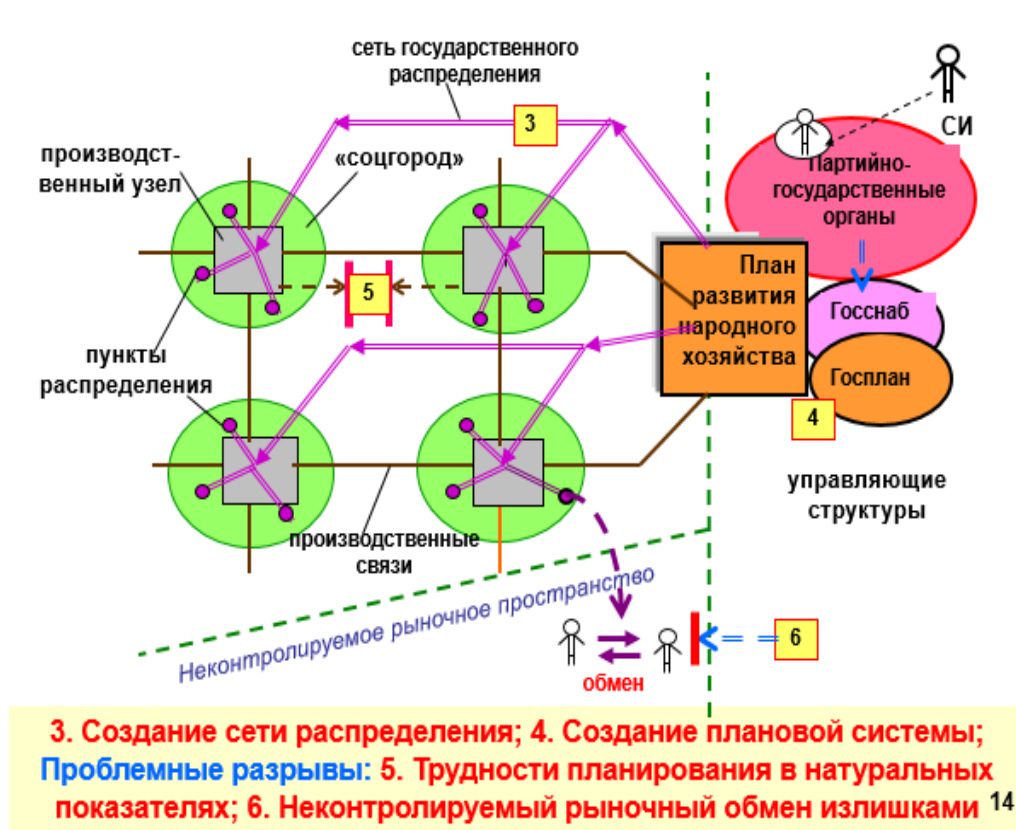 сеть государственного
распределения
3
СИ
производст-
венный узел
«соцгород»
Партийно-
государственные
органы
План
развития
народного
хозяйства
5
Госснаб
пункты
распределения
Госплан
4
управляющие
структуры
производственные
связи
Неконтролируемое рыночное пространство
6
обмен
3. Создание сети распределения; 4. Создание плановой системы;
Проблемные разрывы: 5. Трудности планирования в натуральных
показателях; 6. Неконтролируемый рыночный обмен излишками
14